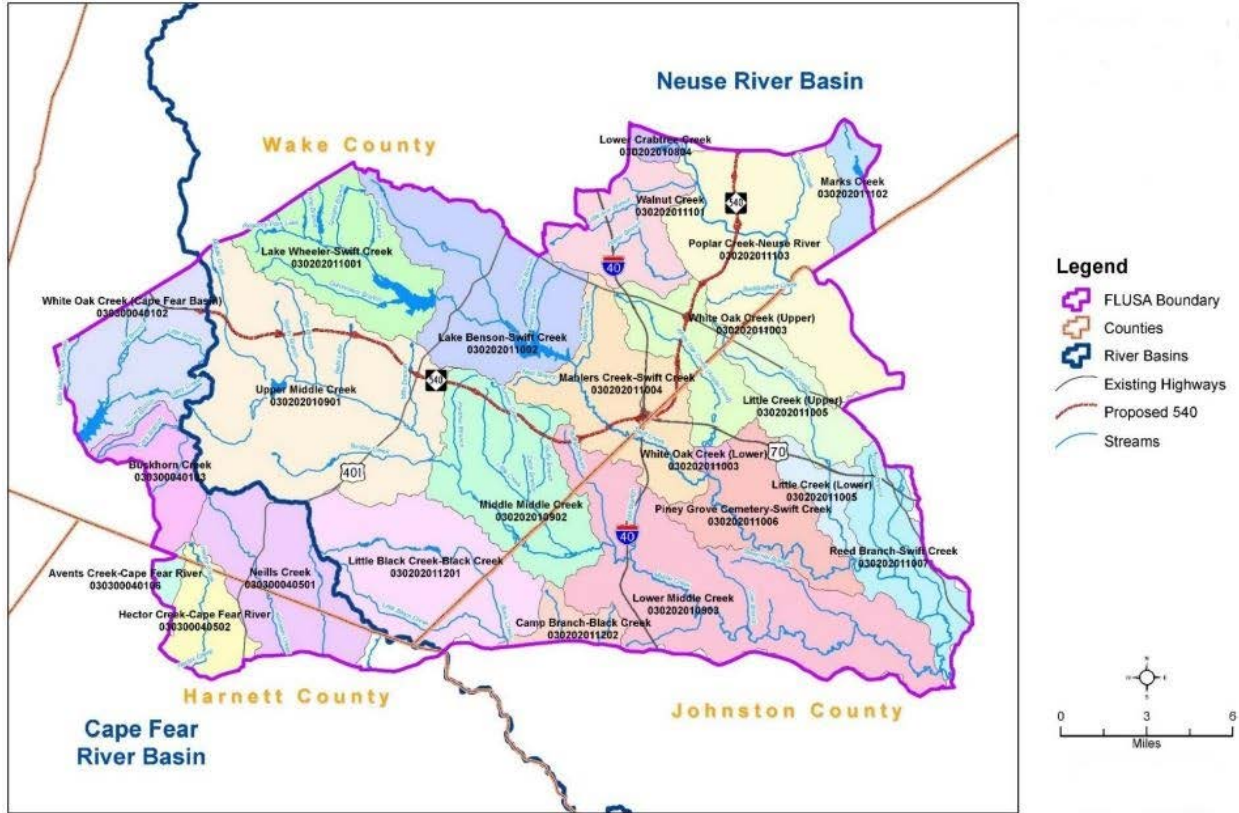 Neuse River Basin
Wake County
Lower Crabtree Creek
030202010804
Marks Creek
030202011102
Walnut Creek
030202011101
540
Poplar Creek-Neuse River
030202011103
Lake Wheeler-Swift Creek
030202011001
40
White Oak Creek (Cape Fear Basin)
030300040102
White Oak Creek (Upper)
030202011003
Lake Benson-Swift Creek
030202011002
Mahlers Creek-Swift Creek
030202011004
540
Upper Middle Creek
030202010901
Little Creek (Upper)
030202011005
White Oak Creek (Lower)
030202011003
70
Buckhorn Creek
030300040103
401
Little Creek (Lower)
030202011005
Middle Middle Creek
030202010902
Piney Grove Cemetery-Swift Creek
030202011006
40
Reed Branch-Swift Creek
030202011007
Little Black Creek-Black Creek
030202011201
Avents Creek-Cape Fear River
030300040106
Neills Creek
030300040501
Lower Middle Creek
030202010903
Hector Creek-Cape Fear River
030300040502
Camp Branch-Black Creek
030202011202
Harnett County
Johnston County
Cape Fear
River Basin
Legend
FLUSA Boundary
Counties
River Basins
Existing Highways
Proposed 540
Streams
N
S
0 3 6
Miles